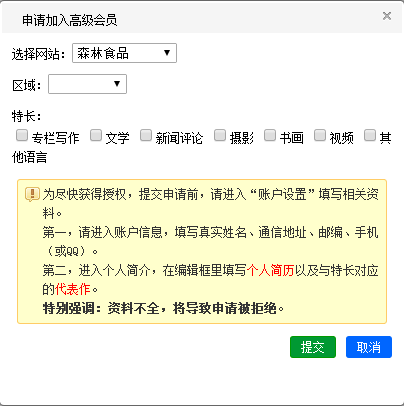 申请加入高级会员
选择网站：森林食品
区域：
特长：
专栏写作 文学 新闻评论 摄影 书画 视频 其
他语言
为尽快获得授权，提交申请前，请进入“账户设置”填写相关资
料。
第一，请进入账户信息，填写真实姓名、通信地址、邮编、手机
（或QQ）。
第二，进入个人简介，在编辑框里填写个人简历以及与特长对应
的代表作。
特别强调：资料不全，将导致申请被拒绝。
提交 取消